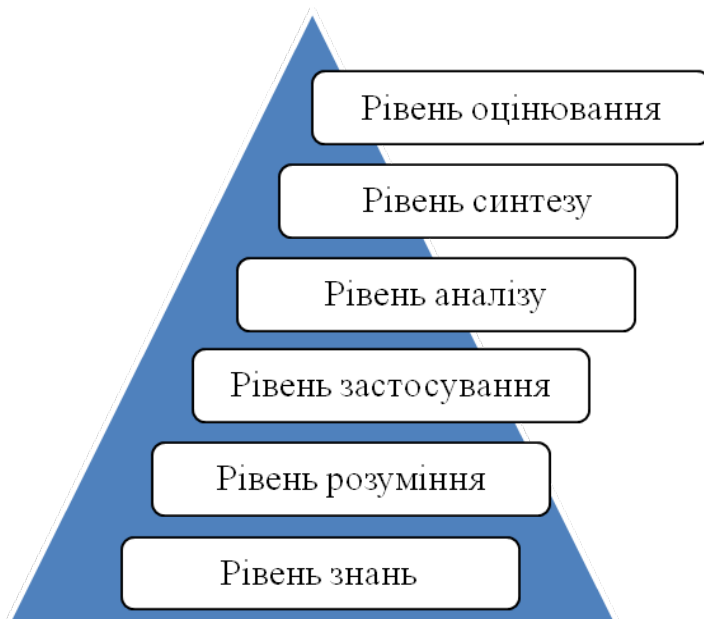 Рівень оцінювання
Рівень синтезу
Рівень аналізу
Рівень застосування
Рівень розуміння
Рівень знань